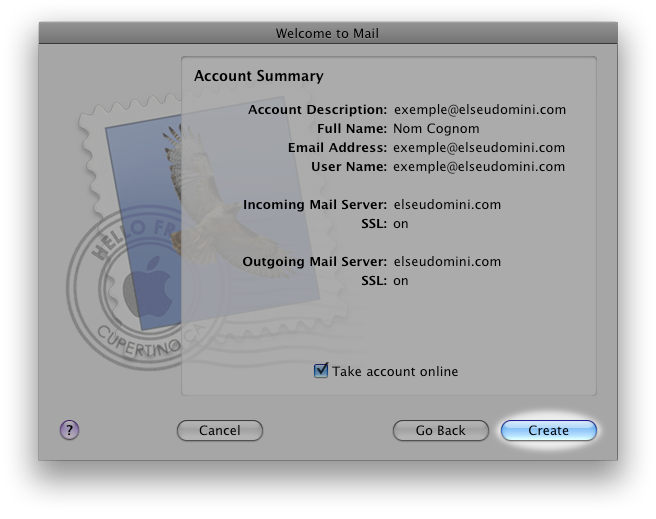 Welcome to Mail
Account Summary
Account Description: exemple@elseudomini.com
Full Name: Nom Cognom
Email Address: exemple@elseudomini.com
User Name: exemple@elseudomini.com
Incoming Mail Server: elseudomini.com
SSL: on
Outgoing Mail Server: elseudomini.com
SSL: on
HELLO FR
CUPERTINO, CA
Take account online
? Cancel Go Back Create